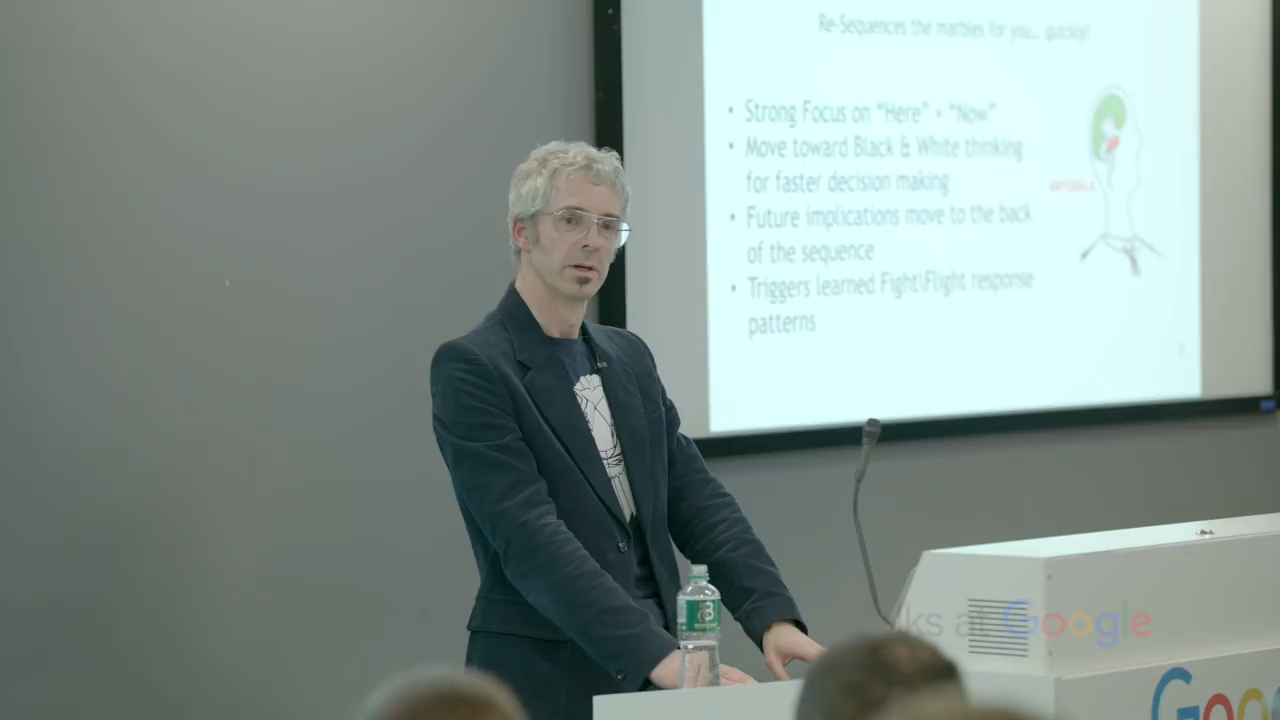 Re-Sequences the marbles for you... quickly!
• Strong Focus on "Here" + "Now"
• Move toward Black & White thinking
for faster decision making
• Future implications move to the back
of the sequence
• Triggers learned Fight\Flight response
patterns
ks at Google
Goog